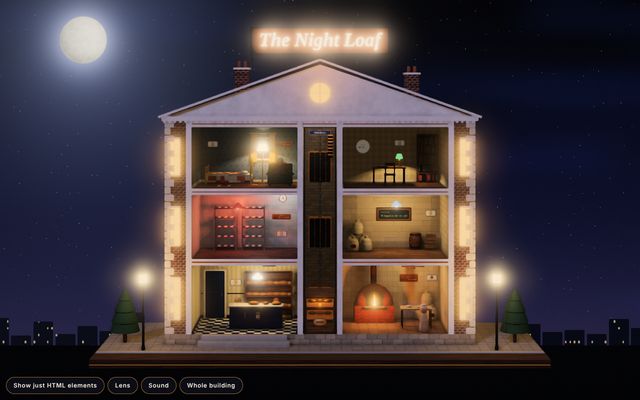 The Night Loaf
Show just HTML elements
Lens
Sound
Whole building